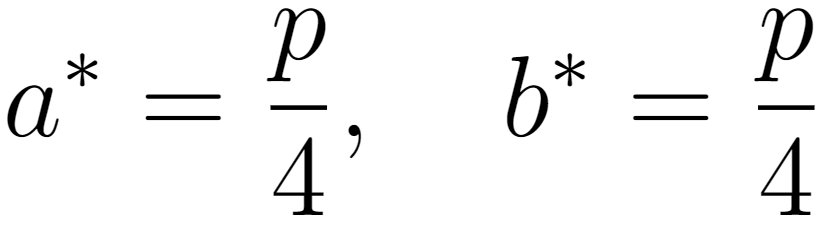 a* = p/4, b* = p/4